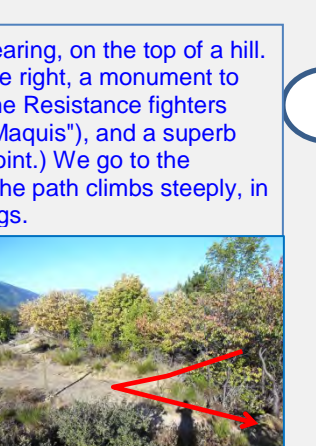 earing, on the top of a hill.
e right, a monument to
ne Resistance fighters
Maquis"), and a superb
oint.) We go to the
he path climbs steeply, in
gs.